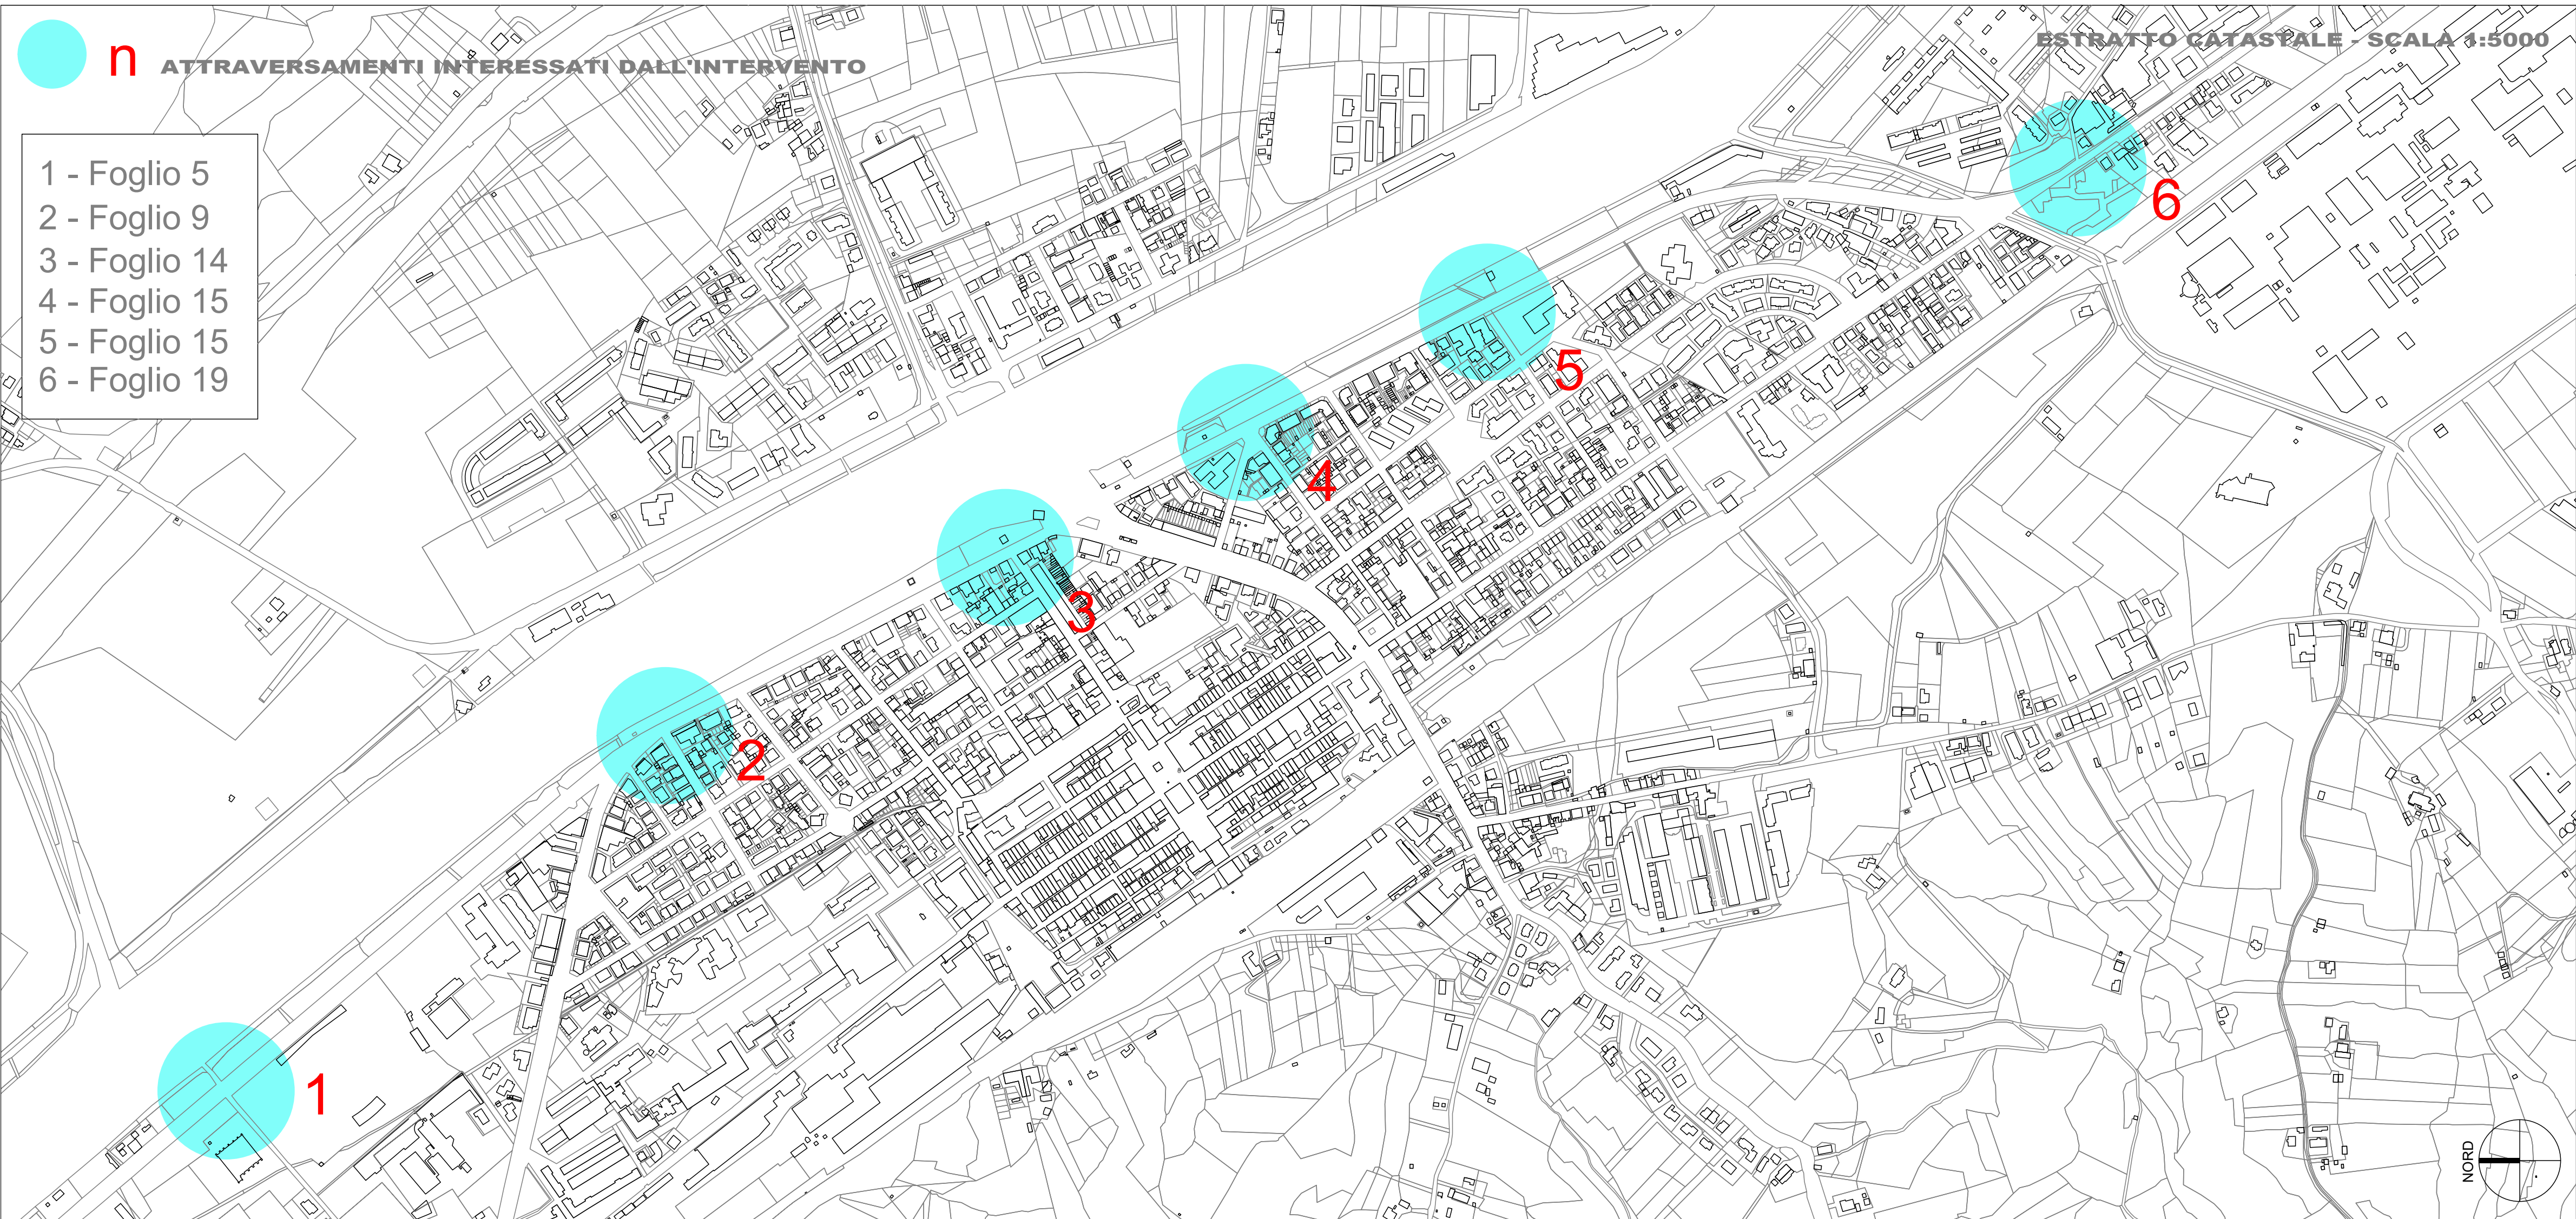 n ATTRAVERSAMENTI INTERESSATI DALL'INTERVENTO
ESTRATTO CATASTALE - SCALA 1:5000
1 - Foglio 5
2 - Foglio 9
3 - Foglio 14
4 - Foglio 15
5 - Foglio 15
6 - Foglio 19
6
5
4
3
2
1
NORD